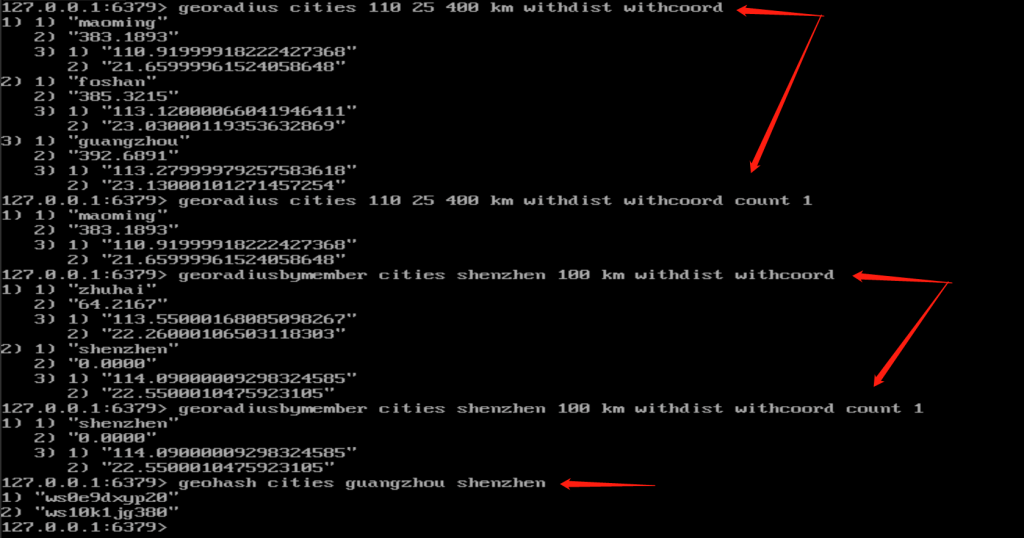 127.0.0.1:6379> georadius cities 110 25 400 km withdist withcoord
1) 1) "maoming"
2) "383.1893"
3) 1) "110.91999918222427368"
2) "21.65999961524058648"
2) 1) "foshan"
2) "385.3215"
3) 1) "113.12000066041946411"
2) "23.03000119353632869"
3) 1) "guangzhou"
2) "392.6891"
3) 1) "113.27999979257583618"
2) "23.13000101271457254"
127.0.0.1:6379> georadius cities 110 25 400 km withdist withcoord count 1
1) 1) "maoming"
2) "383.1893"
3) 1) "110.91999918222427368"
2) "21.65999961524058648"
127.0.0.1:6379> georadiusbymember cities shenzhen 100 km withdist withcoord
1) 1) "zhuhai"
2) "64.2167"
3) 1) "113.55000168085098267"
2) "22.26000106503118303"
2) 1) "shenzhen"
2) "0.0000"
3) 1) "114.09000009298324585"
2) "22.5500010475923105"
127.0.0.1:6379> georadiusbymember cities shenzhen 100 km withdist withcoord count 1
1) 1) "shenzhen"
2) "0.0000"
3) 1) "114.09000009298324585"
2) "22.5500010475923105"
127.0.0.1:6379> geohash cities guangzhou shenzhen
1) "ws0e9dxyp20"
2) "ws10k1jg380"
127.0.0.1:6379>